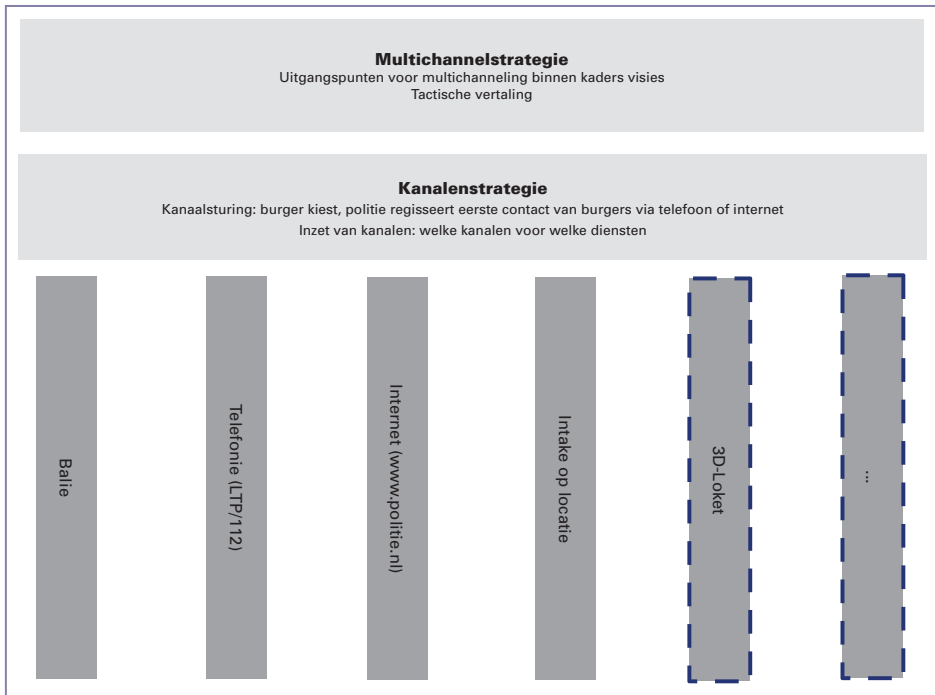 Multichannelstrategie
Uitgangspunten voor multichanneling binnen kaders visies
Tactische vertaling
Kanalenstrategie
Kanaalsturing: burger kiest, politie regisseert eerste contact van burgers via telefoon of internet
Inzet van kanalen: welke kanalen voor welke diensten
Balie
Telefonie (LTP/112)
Internet (www.politie.nl)
Intake op locatie
3D-Loket
...